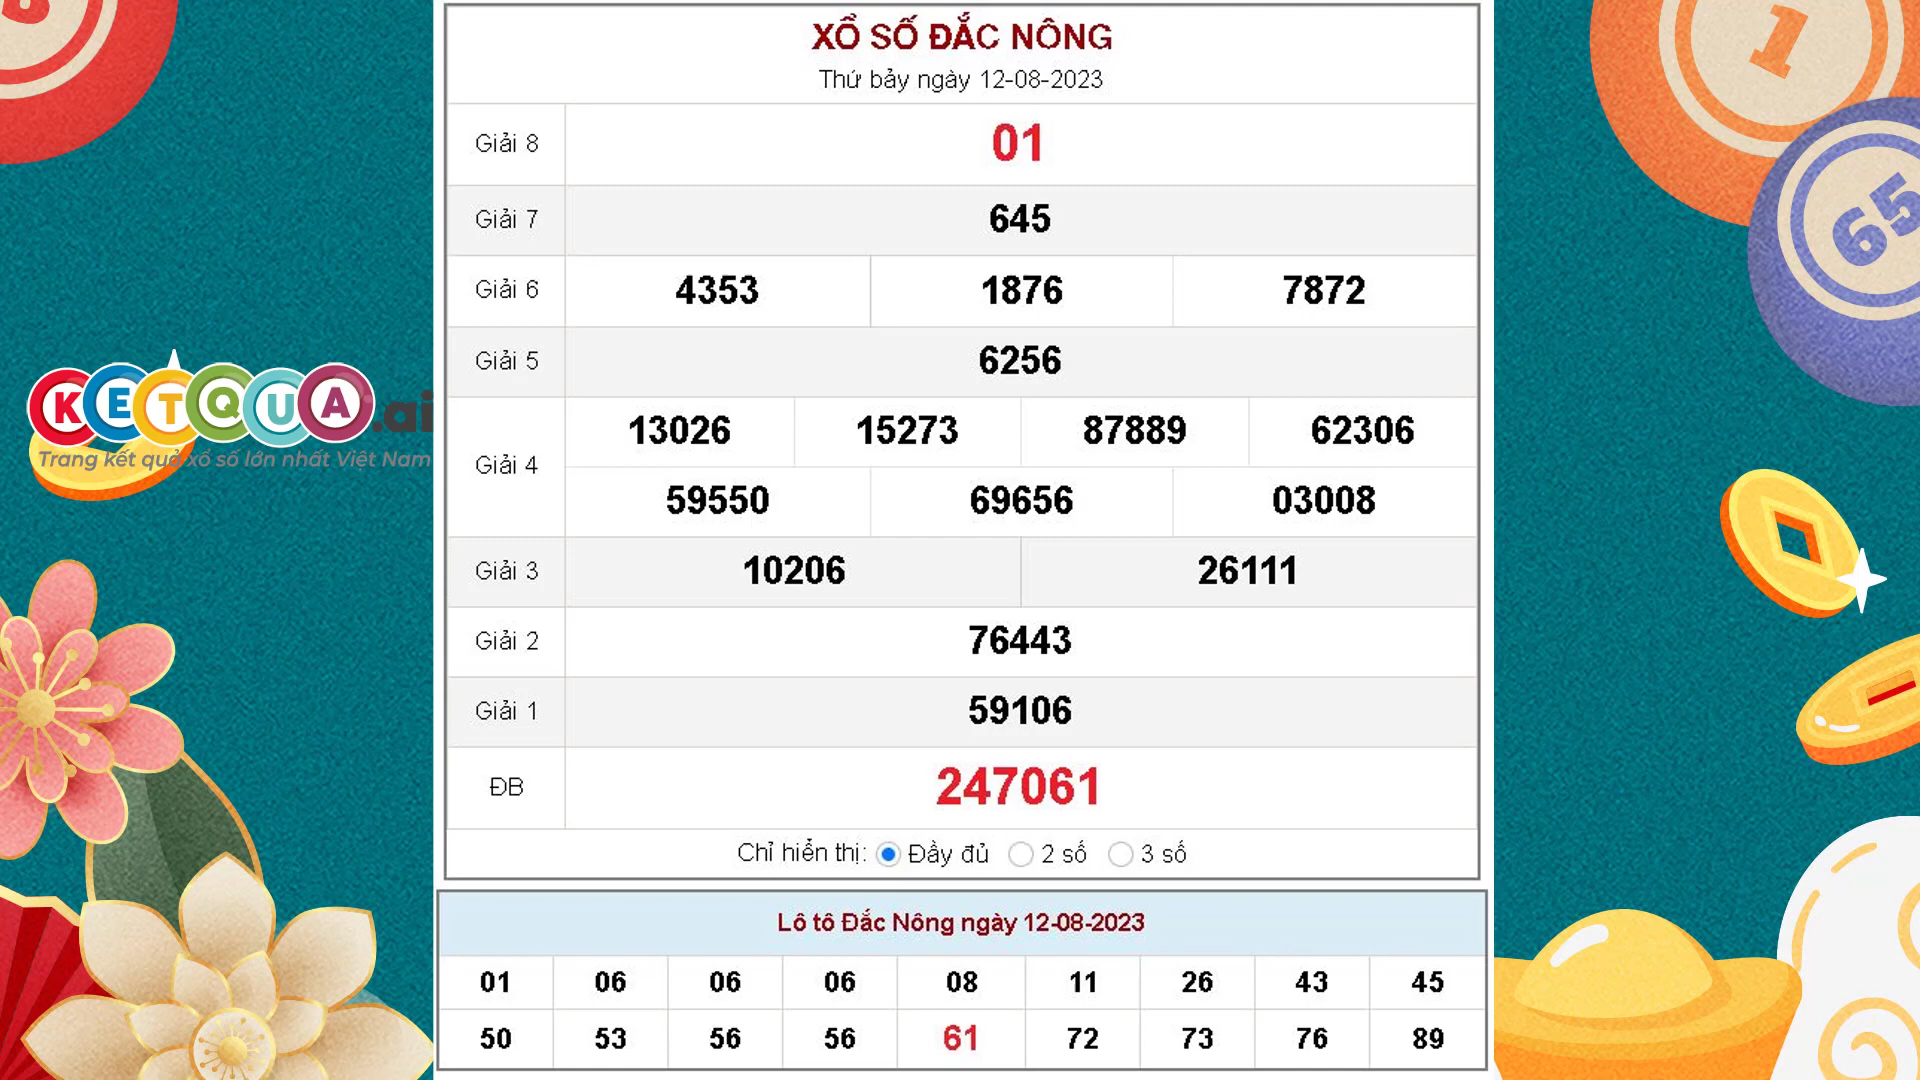 XỔ SỐ ĐẮC NÔNG
Thứ bảy ngày 12-08-2023
Giải 8 01
Giải 7 645
Giải 6 4353 1876 7872
Giải 5 6256
Giải 4 13026 15273 87889 62306
59550 69656 03008
Giải 3 10206 26111
Giải 2 76443
Giải 1 59106
ĐB 247061
Chỉ hiển thị: Đầy đủ 2 số 3 số
Lô tô Đắc Nông ngày 12-08-2023
01 06 06 06 08 11 26 43 45
50 53 56 56 61 72 73 76 89
KETQUA.ai
Trang kết quả xổ số lớn nhất Việt Nam
1
65